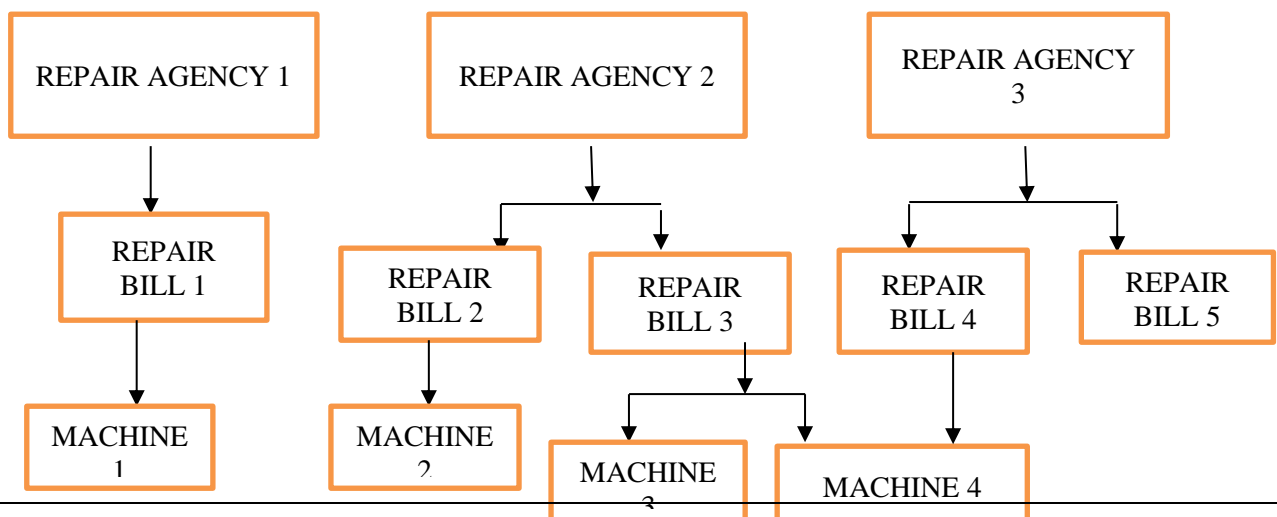 REPAIR AGENCY 1
REPAIR AGENCY 2
REPAIR AGENCY
3
REPAIR
BILL 1
REPAIR
BILL 2
REPAIR
BILL 3
REPAIR
BILL 4
REPAIR
BILL 5
MACHINE
1
MACHINE
2
MACHINE
3
MACHINE 4